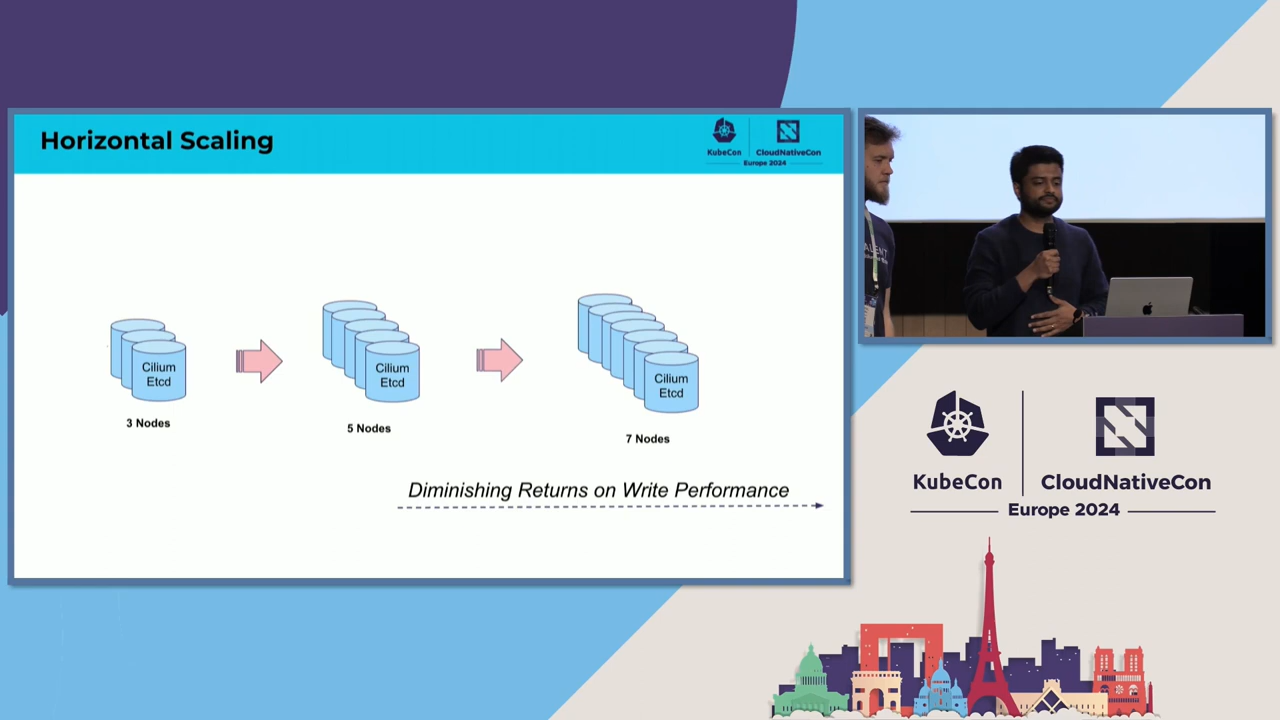 Horizontal Scaling
KubeCon
CloudNativeCon
Europe 2024
Cilium
Etcd
3 Nodes
Cilium
Etcd
5 Nodes
Cilium
Etcd
7 Nodes
Diminishing Returns on Write Performance
KubeCon
CloudNativeCon
Europe 2024